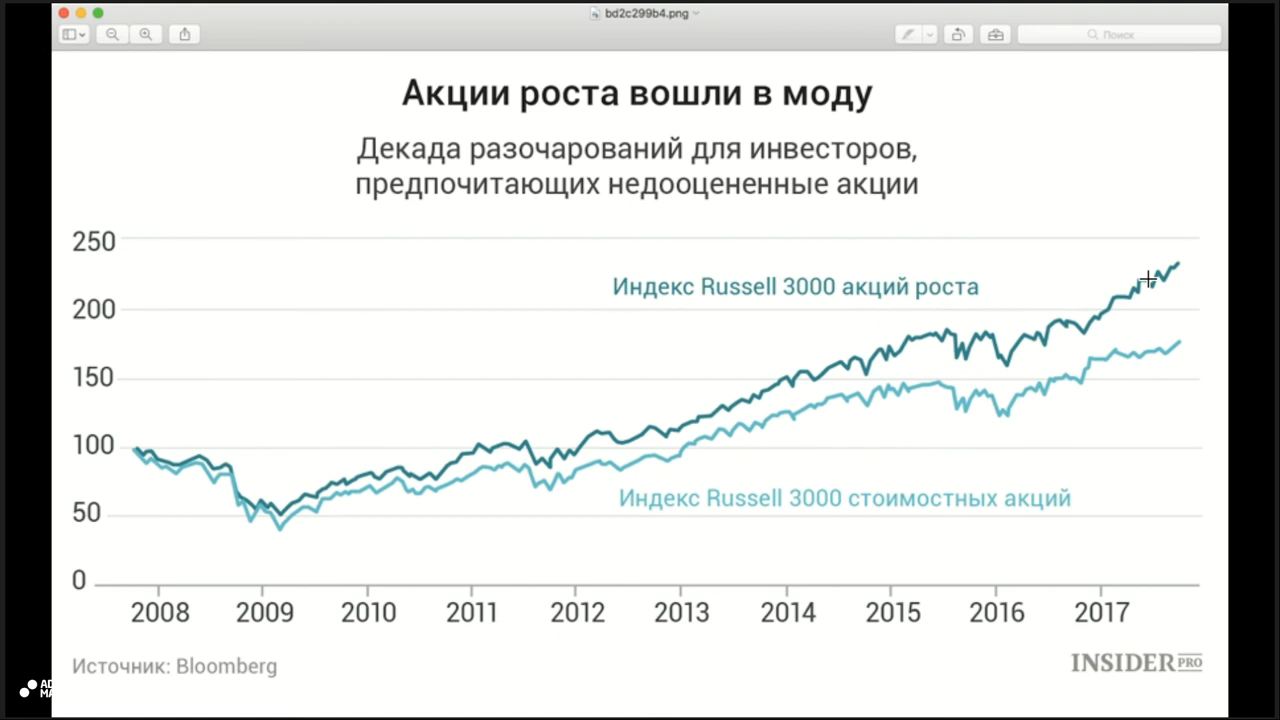 bd2c299b4.png
Поиск
Акции роста вошли в моду
Декада разочарований для инвесторов,
предпочитающих недооцененные акции
250
Индекс Russell 3000 акций роста
200
150
100
Индекс Russell 3000 стоимостных акций
50
0
2008 2009 2010 2011 2012 2013 2014 2015 2016 2017
Источник: Bloomberg
INSIDER PRO